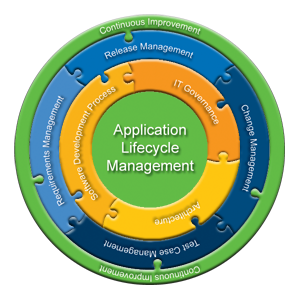 Continuous Improvement
Release Management
IT Governance
Software Development Process
Requirements Management
Change Management
Application
Lifecycle
Management
Architecture
Test Case Management
Continuous Improvement